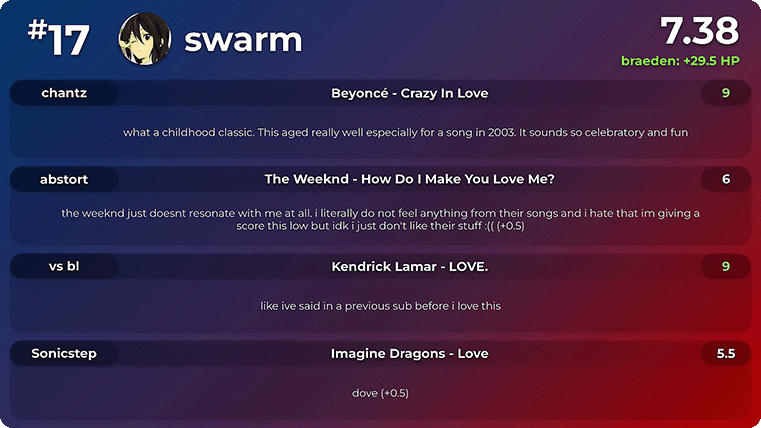 #17
swarm
7.38
braeden: +29.5 HP
chantz
Beyoncé - Crazy In Love
9
what a childhood classic. This aged really well especially for a song in 2003. It sounds so celebratory and fun
abstort
The Weeknd - How Do I Make You Love Me?
6
the weeknd just doesnt resonate with me at all. i literally do not feel anything from their songs and i hate that im giving a
score this low but idk i just don't like their stuff :(( (+0.5)
vs bl
Kendrick Lamar - LOVE.
9
like ive said in a previous sub before i love this
Sonicstep
Imagine Dragons - Love
5.5
dove (+0.5)